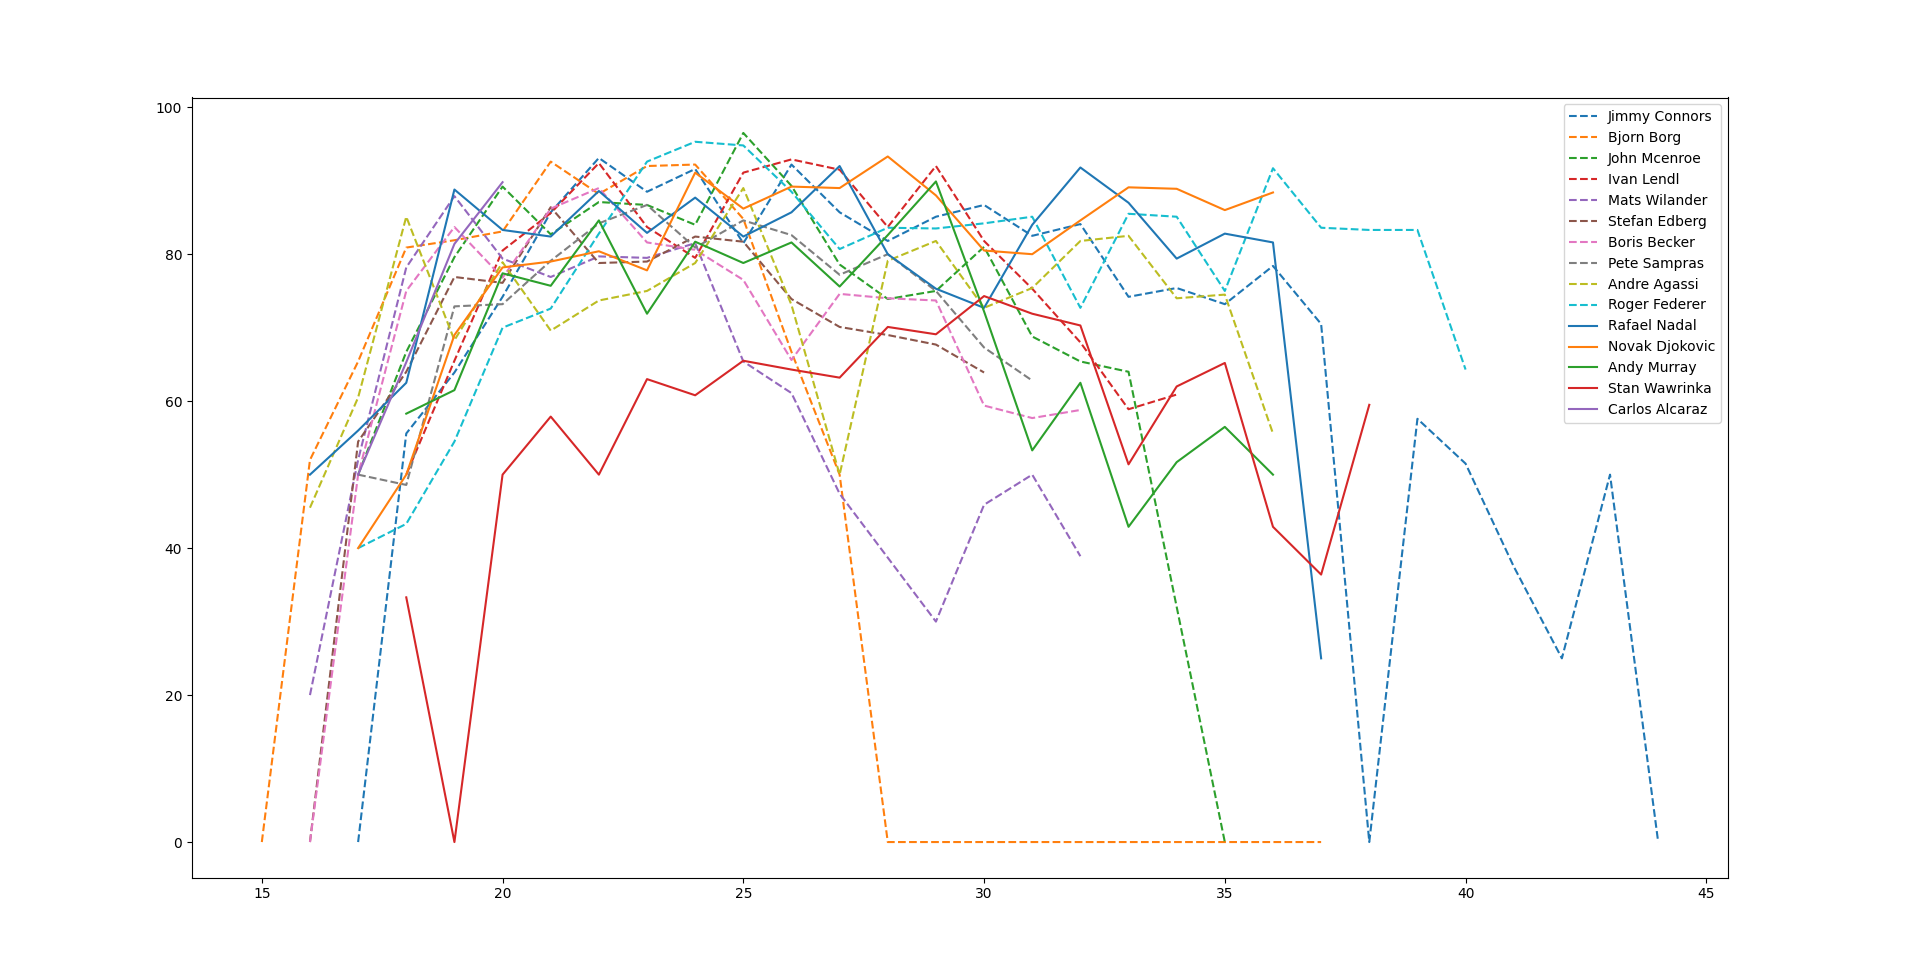 100
80
60
40
20
0
15 20 25 30 35 40 45
Jimmy Connors
Bjorn Borg
John Mcenroe
Ivan Lendl
Mats Wilander
Stefan Edberg
Boris Becker
Pete Sampras
Andre Agassi
Roger Federer
Rafael Nadal
Novak Djokovic
Andy Murray
Stan Wawrinka
Carlos Alcaraz